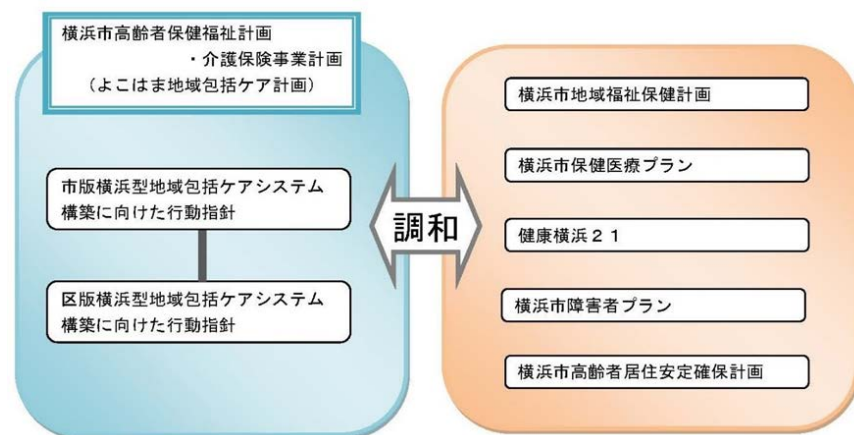 横浜市高齢者保健福祉計画
・介護保険事業計画
（よこはま地域包括ケア計画）
市版横浜型地域包括ケアシステム
構築に向けた行動指針
区版横浜型地域包括ケアシステム
構築に向けた行動指針
調和
横浜市地域福祉保健計画
横浜市保健医療プラン
健康横浜２１
横浜市障害者プラン
横浜市高齢者居住安定確保計画